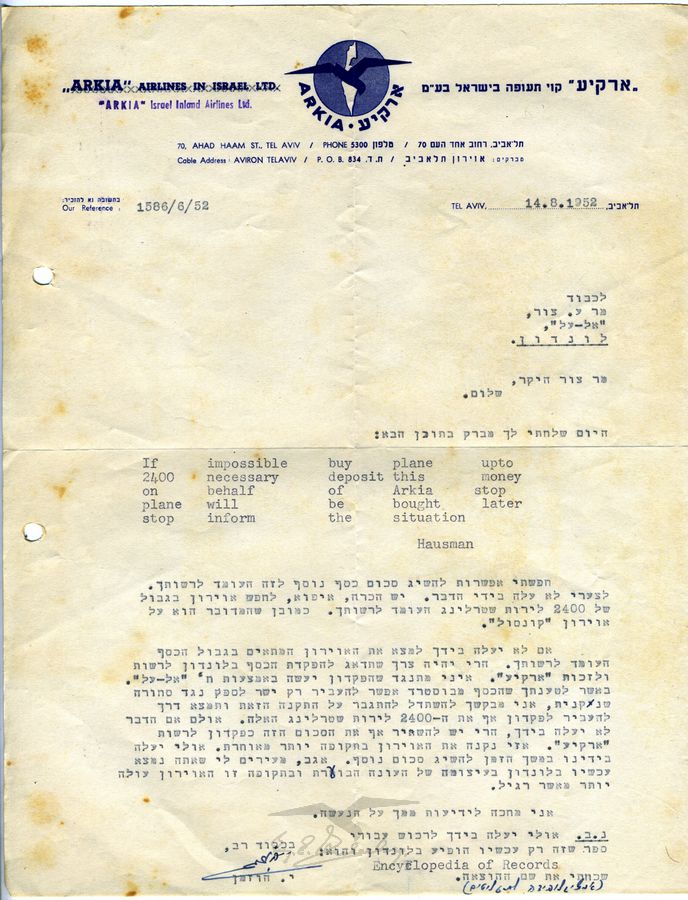 "ARKIA" AIRLINES IN ISRAEL LTD.
"ARKIA" Israel Inland Airlines Ltd.
ARKIA · ארקיע
„ארקיע" קוי תעופה בישראל בע"מ
70, AHAD HAAM ST., TEL AVIV / PHONE 5300 טלפון / תל־אביב, רחוב אחד העם 70
Cable Address: AVIRON TELAVIV / P. O. B. 834 .ת.ד / מברקים: אוירון תלאביב
בתשובה נא להזכיר:
Our Reference : 1586/6/52
TEL AVIV, 14.8.1952 תל־אביב,
לכבוד
מר ע. צור,
"אל-על",
לונדון.
מר צור היקר,
שלום.
היום שלחתי לך מברק בתוכן הבא:
If impossible buy plane upto
2400 necessary deposit this money
on behalf of Arkia stop
plane will be bought later
stop inform the situation
Hausman
חפשתי אפשרות להשיג סכום כסף נוסף לזה העומד לרשותך.
לצערי לא עלה בידי הדבר. יש הכרח, איפוא, לחפש אוירון בגבול
של 2400 לירות שטרלינג העומד לרשותך. כמובן שהמדובר הוא על
אוירון "קונסול".
אם לא יעלה בידך למצא את האוירון המתאים בגבול הכסף
העומד לרשותך. הרי יהיה צרך שתדאג להפקדת הכסף בלונדון לרשות
ולזכות "ארקיע". איני מתנגד שהפקדון יעשה באמצעות ח' "אל-על".
באשר לטענתך שהכסף מבוסטרד אפשר להעביר רק ישר לספק נגד סחורה
שנקנית, אני מבקשך להשתדל להתגבר על התקנה הזאת ותמצא דרך
להעביר לפקדון אף את ה-2400 לירות שטרלינג האלה. אולם אם הדבר
לא יעלה בידך, הרי יש להשאיר אף את הסכום הזה כפקדון לרשות
"ארקיע". אזי נקנה את האוירון בתקופה יותר מאוחרת. אולי יעלה
בידינו במשך הזמן להשיג סכום נוסף. אגב, מעירים לי שאתה נמצא
עכשיו בלונדון בעיצומה של העונה הבוערת ובתקופה זו האוירון עולה
יותר מאשר רגיל.
אני מחכה לידיעות ממך על הנעשה.
נ.ב. אולי יעלה בידך לרכוש עבורי
ספר שזה רק עכשיו הופיע בלונדון והוא:
Encyclopedia of Records
שכחתי את שם ההוצאה.
בכבוד רב,
י. הוזמן